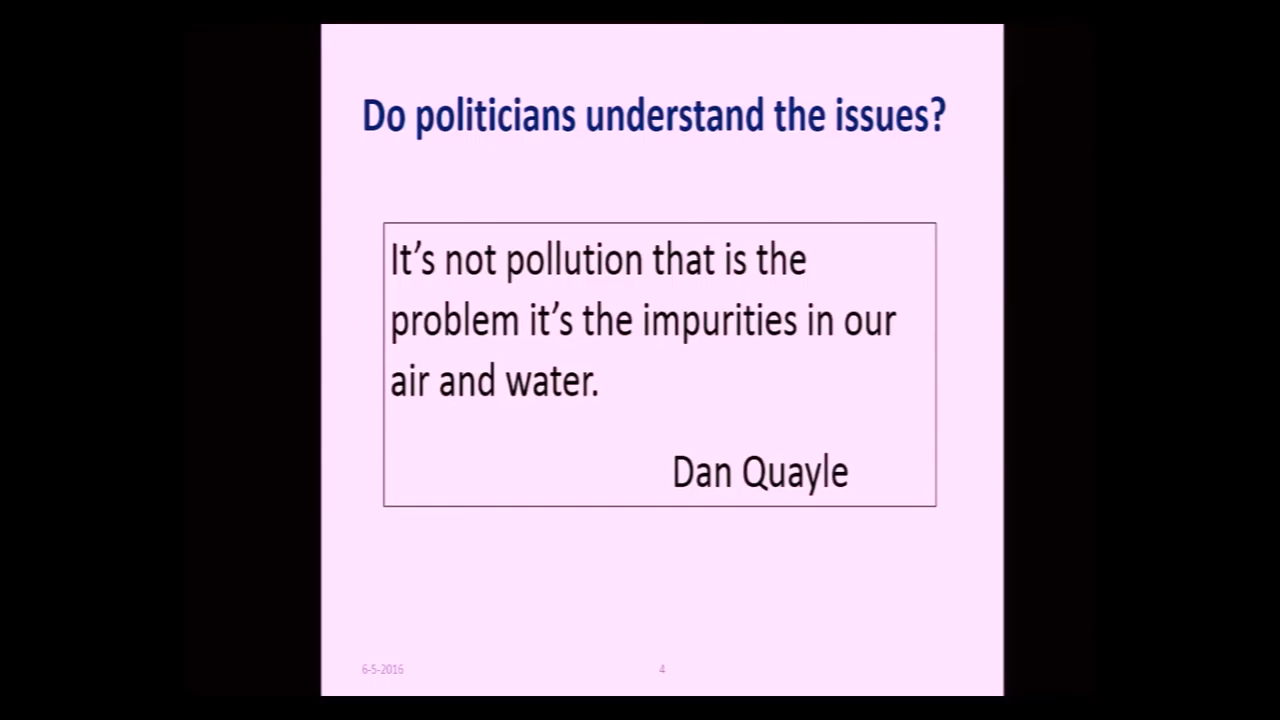 Do politicians understand the issues?
It’s not pollution that is the
problem it’s the impurities in our
air and water.
Dan Quayle
6-5-2016
4